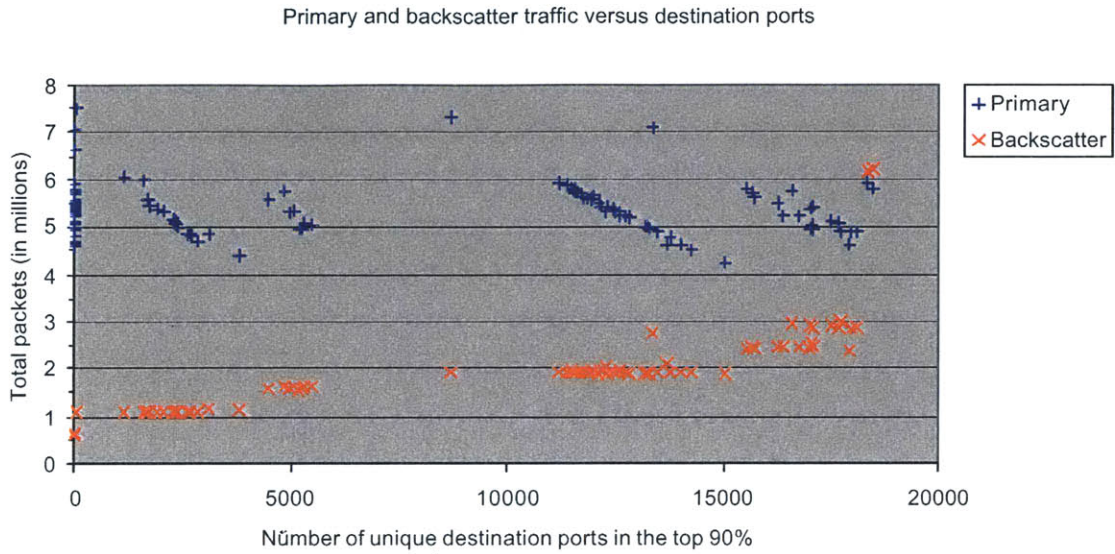 Primary and backscatter traffic versus destination ports
Total packets (in millions)
8
7
6
5
4
3
2
1
0
0
5000
10000
15000
20000
Number of unique destination ports in the top 90%
Primary
Backscatter